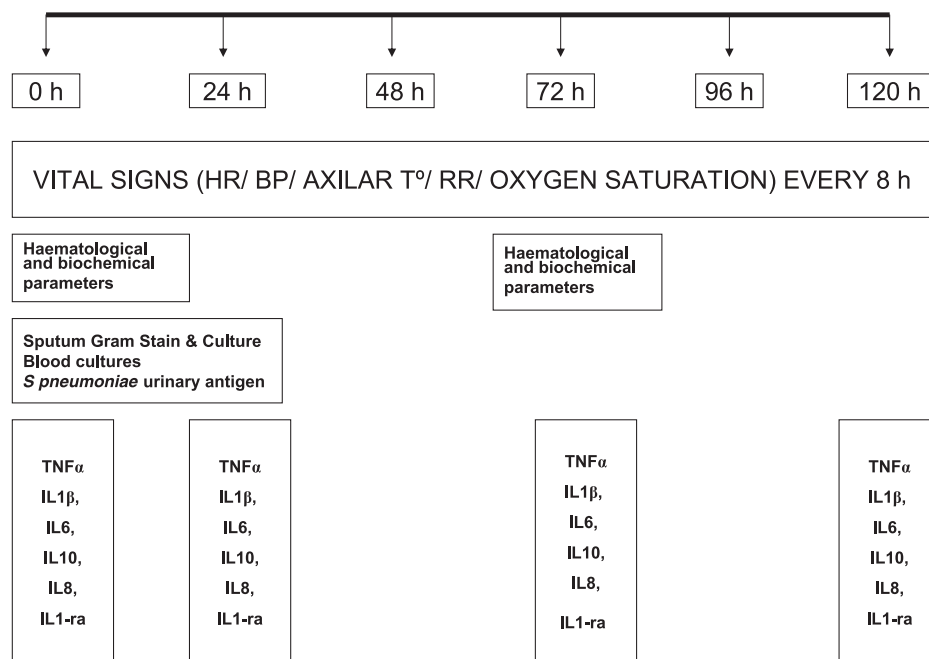 0 h 24 h 48 h 72 h 96 h 120 h
VITAL SIGNS (HR/ BP/ AXILAR Tº/ RR/ OXYGEN SATURATION) EVERY 8 h
Haematological
and biochemical
parameters
Haematological
and biochemical
parameters
Sputum Gram Stain & Culture
Blood cultures
S pneumoniae urinary antigen
TNFα
IL1β,
IL6,
IL10,
IL8,
IL1-ra
TNFα
IL1β,
IL6,
IL10,
IL8,
IL1-ra
TNFα
IL1β,
IL6,
IL10,
IL8,
IL1-ra
TNFα
IL1β,
IL6,
IL10,
IL8,
IL1-ra